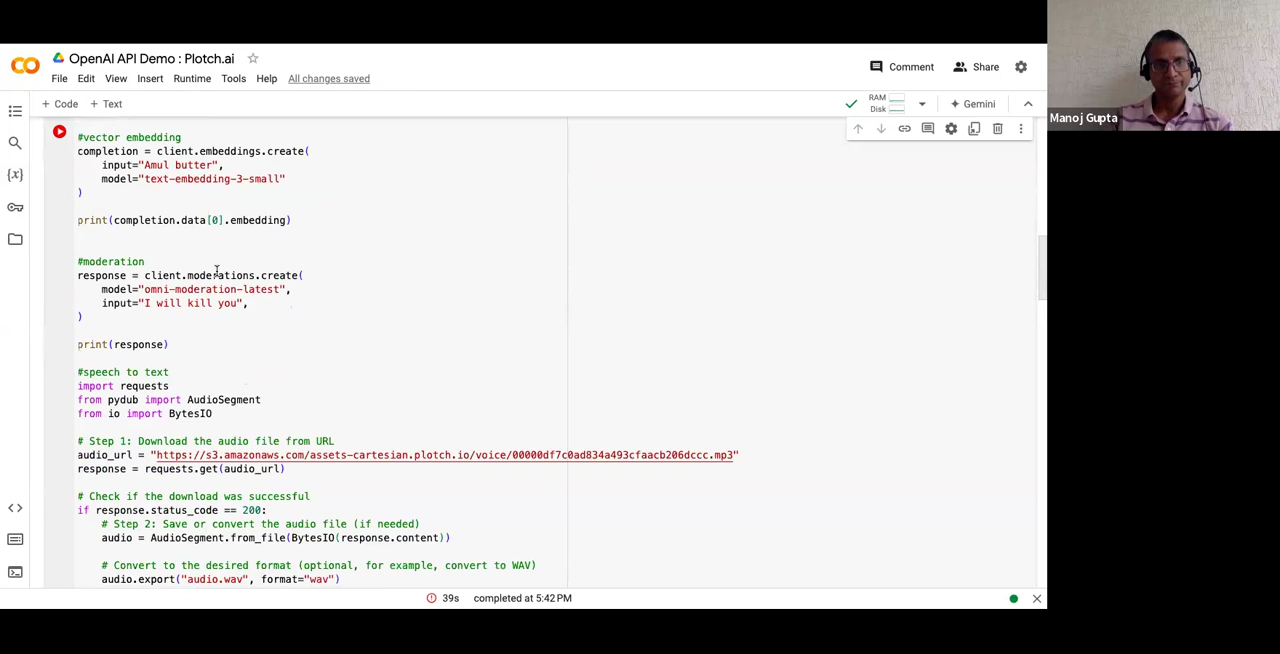 OpenAI API Demo : Plotch.ai
File Edit View Insert Runtime Tools Help All changes saved
Comment Share
+ Code + Text
RAM
Disk
Gemini
Manoj Gupta
#vector embedding
completion = client.embeddings.create(
input="Amul butter",
model="text-embedding-3-small"
)
print(completion.data[0].embedding)
#moderation
response = client.moderations.create(
model="omni-moderation-latest",
input="I will kill you",
)
print(response)
#speech to text
import requests
from pydub import AudioSegment
from io import BytesIO
# Step 1: Download the audio file from URL
audio_url = "https://s3.amazonaws.com/assets-cartesian.plotch.io/voice/00000df7c0ad834a493cfaacb206dccc.mp3"
response = requests.get(audio_url)
# Check if the download was successful
if response.status_code == 200:
# Step 2: Save or convert the audio file (if needed)
audio = AudioSegment.from_file(BytesIO(response.content))
# Convert to the desired format (optional, for example, convert to WAV)
audio.export("audio.wav", format="wav")
39s completed at 5:42 PM